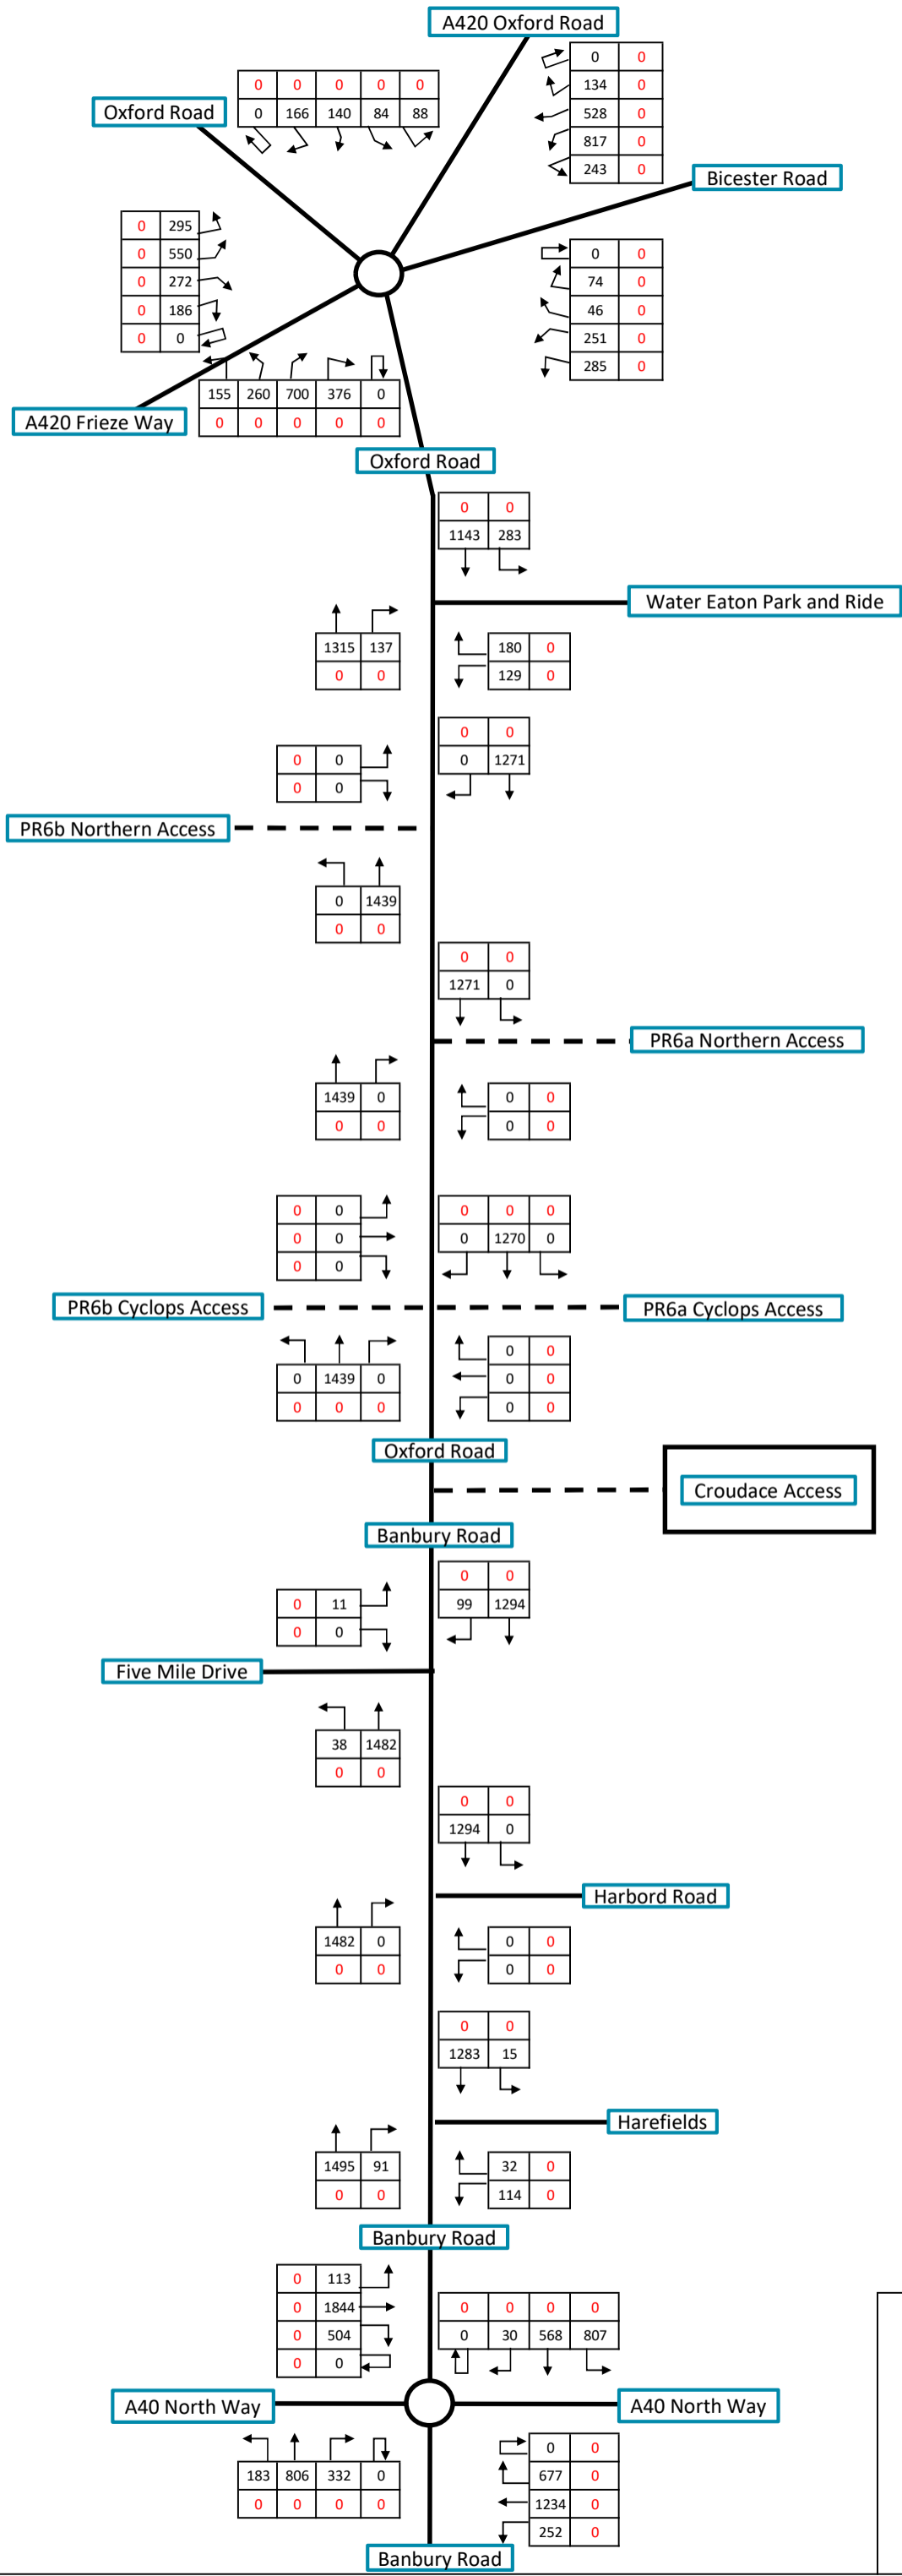 A420 Oxford Road
0 0
134 0
528 0
817 0
243 0
0 0 0 0 0
0 166 140 84 88
Oxford Road
Bicester Road
0 295
0 550
0 272
0 186
0 0
0 0
74 0
46 0
251 0
285 0
155 260 700 376 0
0 0 0 0 0
A420 Frieze Way
Oxford Road
0 0
1143 283
Water Eaton Park and Ride
1315 137
0 0
180 0
129 0
0 0
0 1271
0 0
0 0
PR6b Northern Access
0 1439
0 0
0 0
1271 0
PR6a Northern Access
1439 0
0 0
0 0
0 0
0 0
0 0
0 0
0 0 0
0 1270 0
PR6b Cyclops Access
PR6a Cyclops Access
0 1439 0
0 0 0
0 0
0 0
0 0
Oxford Road
Croudace Access
Banbury Road
0 0
99 1294
0 11
0 0
Five Mile Drive
38 1482
0 0
0 0
1294 0
Harbord Road
1482 0
0 0
0 0
0 0
0 0
1283 15
Harefields
1495 91
0 0
32 0
114 0
Banbury Road
0 113
0 1844
0 504
0 0
0 0 0 0
0 30 568 807
A40 North Way
A40 North Way
183 806 332 0
0 0 0 0
0 0
677 0
1234 0
252 0
Banbury Road